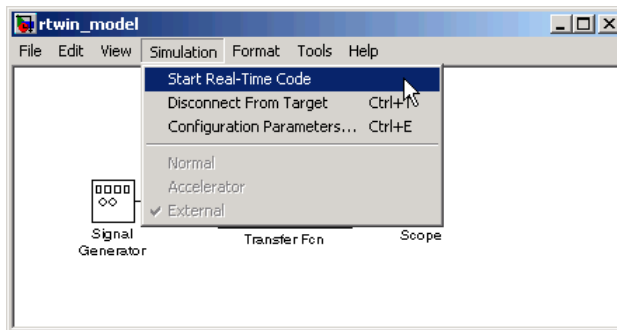 rtwin_model
File Edit View Simulation Format Tools Help
Start Real-Time Code
Disconnect From Target Ctrl+T
Configuration Parameters... Ctrl+E
Normal
Accelerator
External
Signal
Generator
Transfer Fcn
Scope